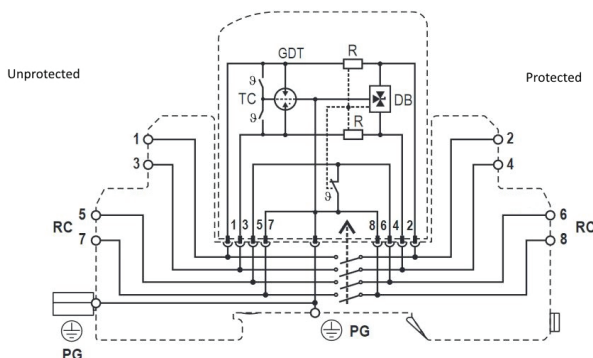 Unprotected
Protected
GDT
R
ϑ
TC
ϑ
DB
R
1
2
3
4
ϑ
5
6
RC
1 3 5 7
8 6 4 2
RC
7
8
PG
PG